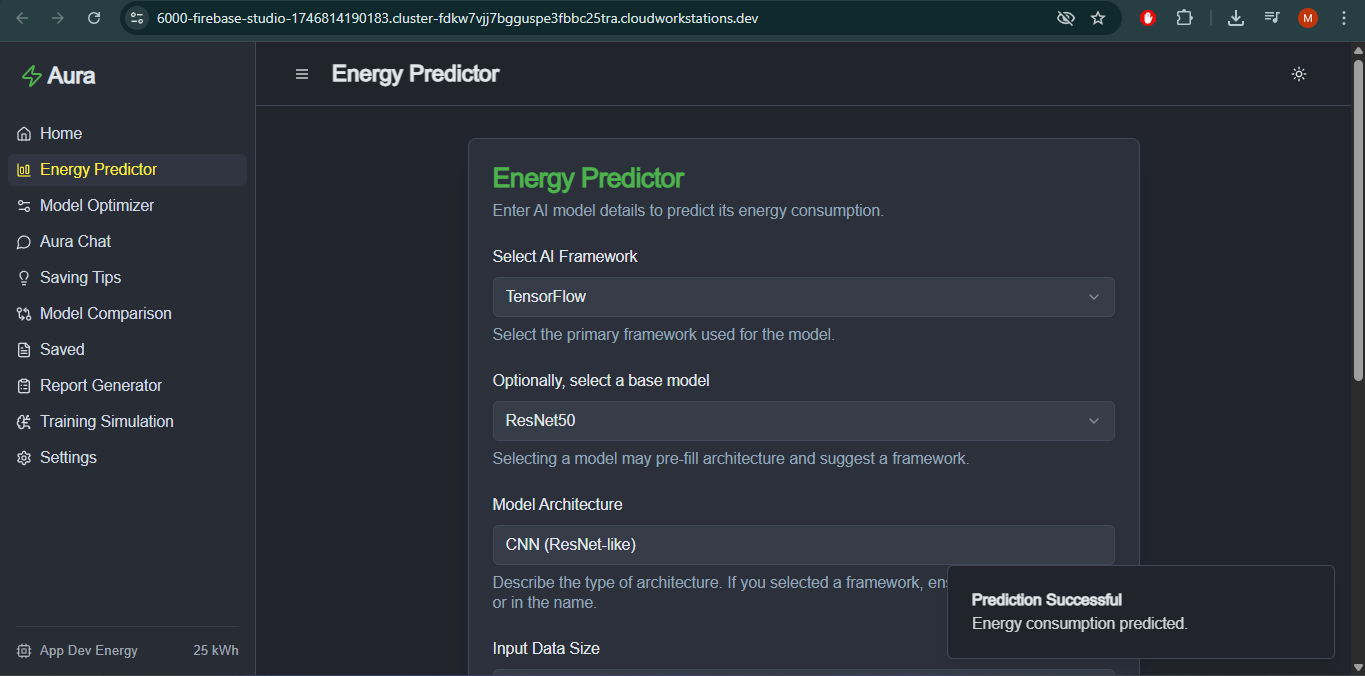 6000-firebase-studio-1746814190183.cluster-fdkw7vjj7bgguspe3fbbc25tra.cloudworkstations.dev
M
Aura
Energy Predictor
Home
Energy Predictor
Model Optimizer
Aura Chat
Saving Tips
Model Comparison
Saved
Report Generator
Training Simulation
Settings
App Dev Energy 25 kWh
Energy Predictor
Enter AI model details to predict its energy consumption.
Select AI Framework
TensorFlow
Select the primary framework used for the model.
Optionally, select a base model
ResNet50
Selecting a model may pre-fill architecture and suggest a framework.
Model Architecture
CNN (ResNet-like)
Describe the type of architecture. If you selected a framework,
or in the name.
Input Data Size
Prediction Successful
Energy consumption predicted.